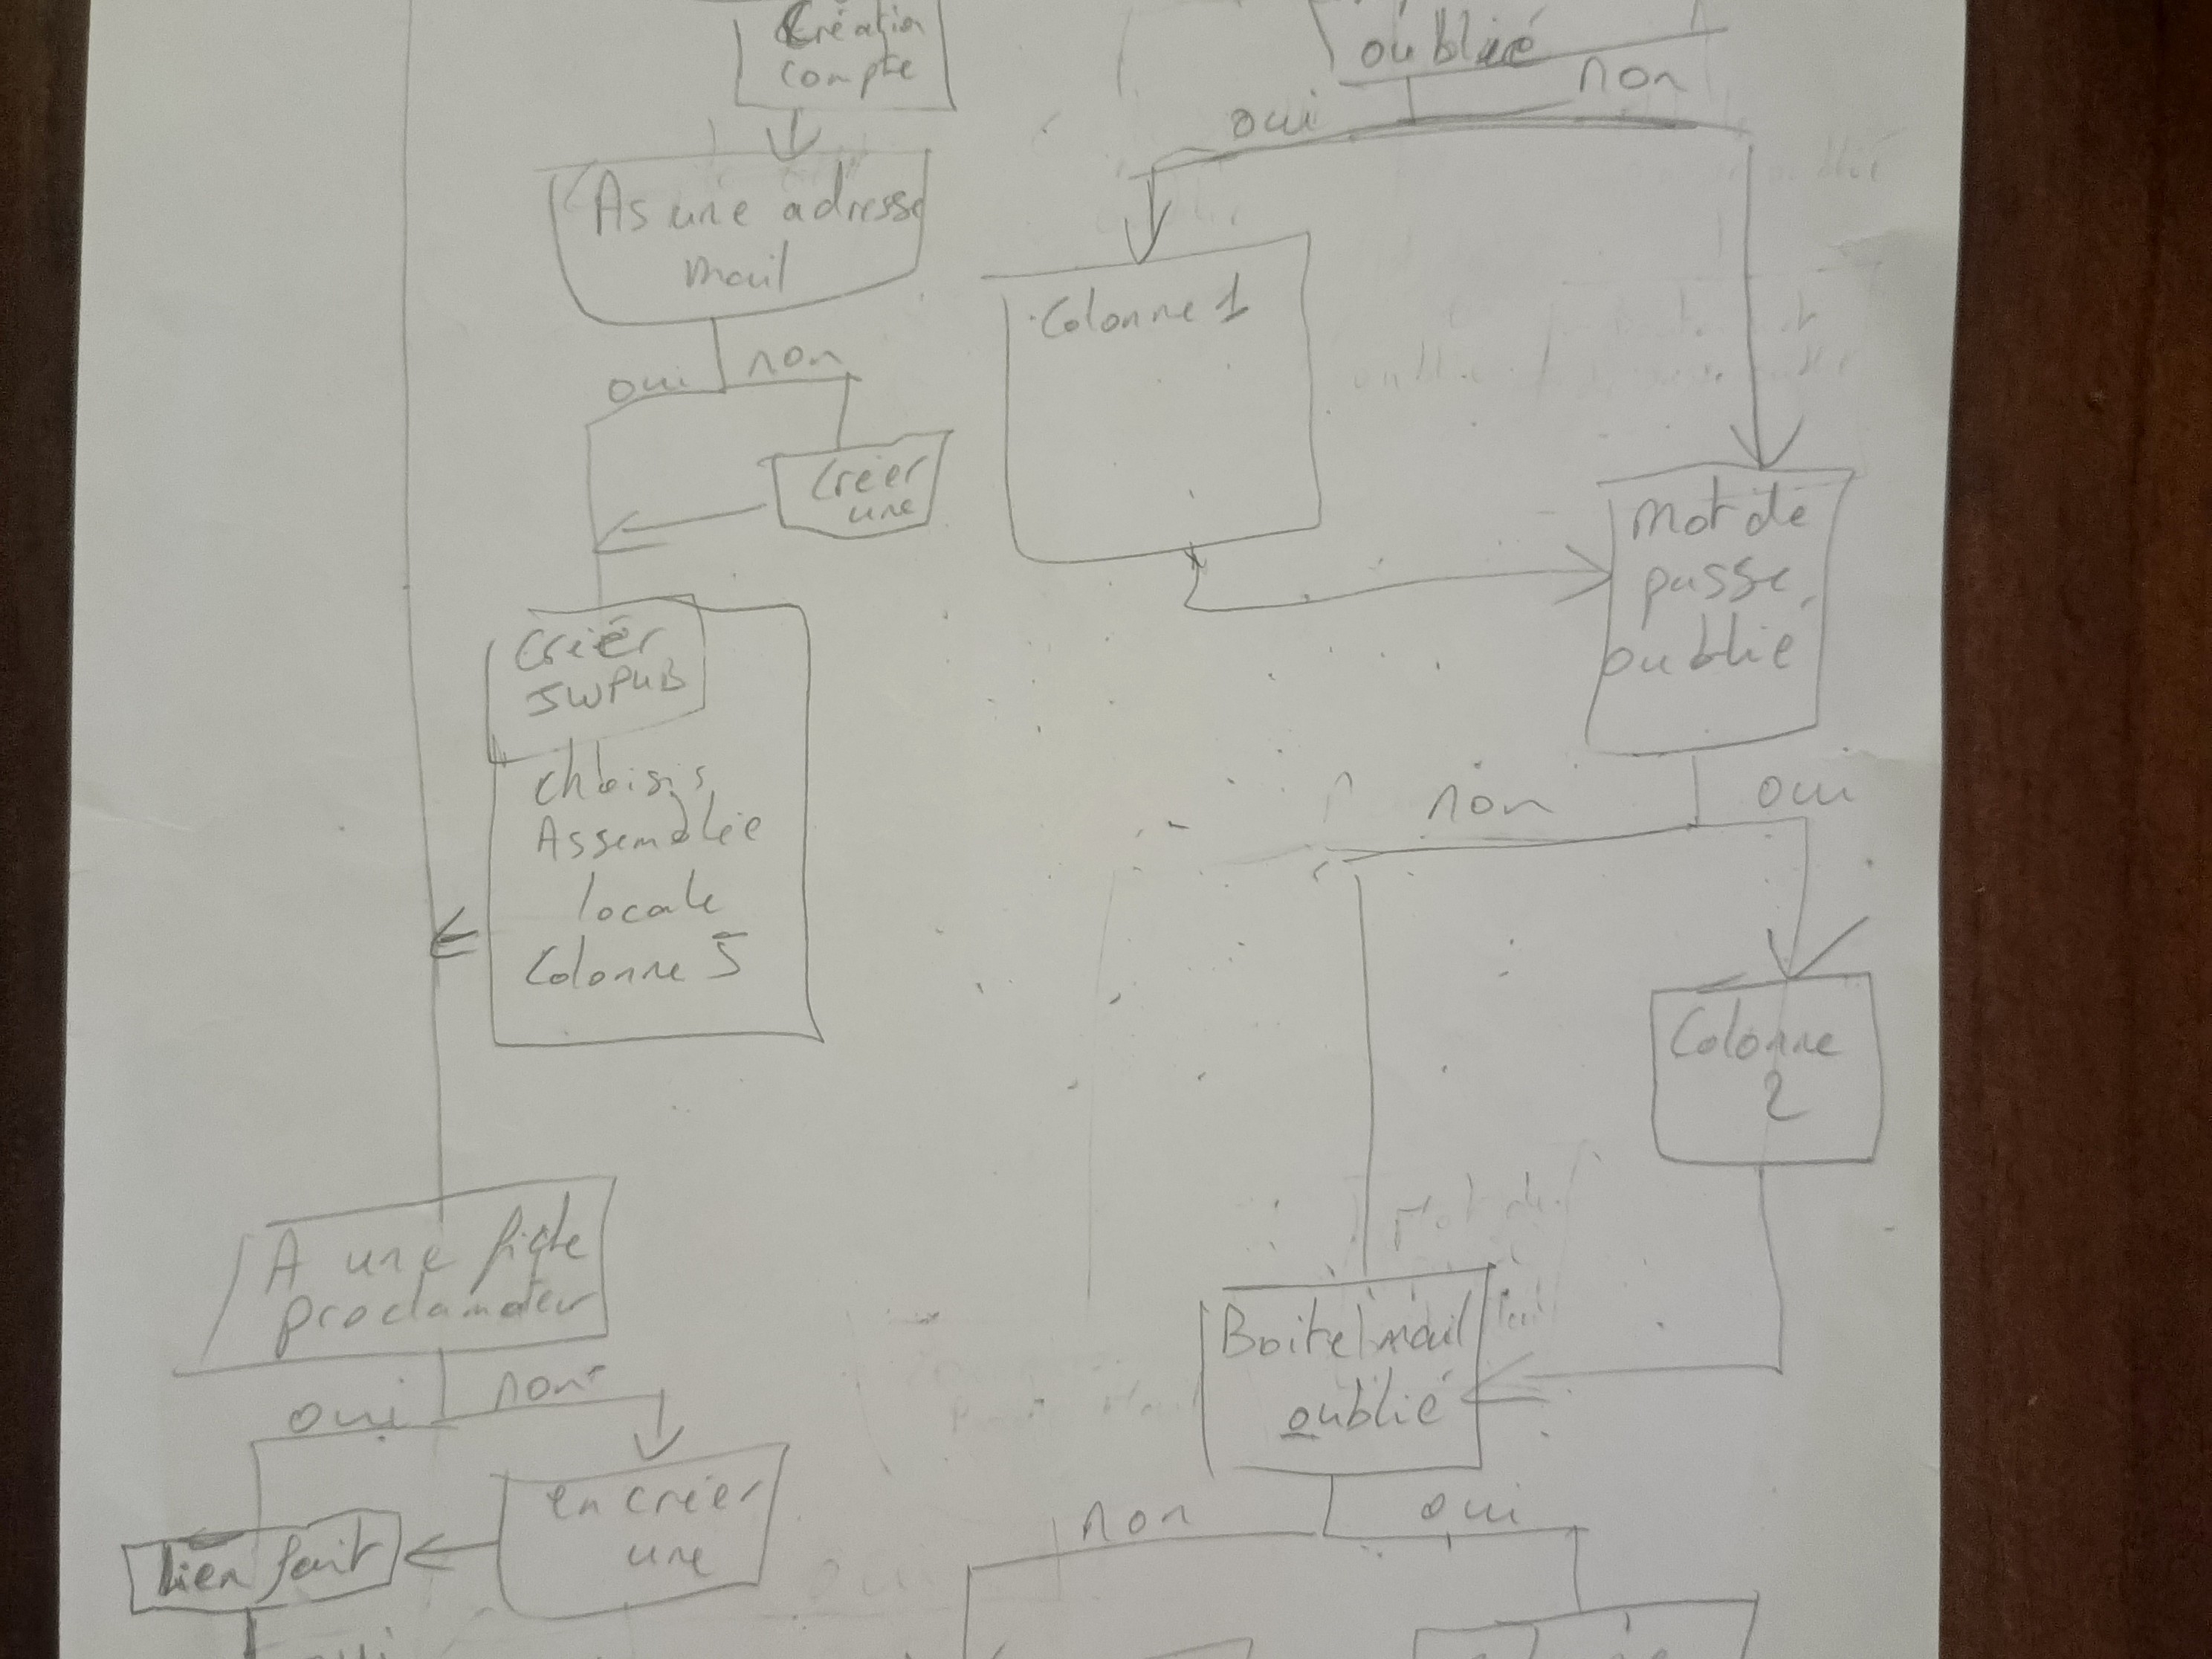 Création
compte
As une adresse
mail
oui
non
Créer
une
Créer
JWPUB
choisis
Assemblée
locale
Colonne 5
A une fiche
proclamateur
oui
non
en créer
une
lien fait
oublié
oui
non
Colonne 1
mot de
passe
oublié
non
oui
Colonne
2
Boite mail
oublié
non
oui